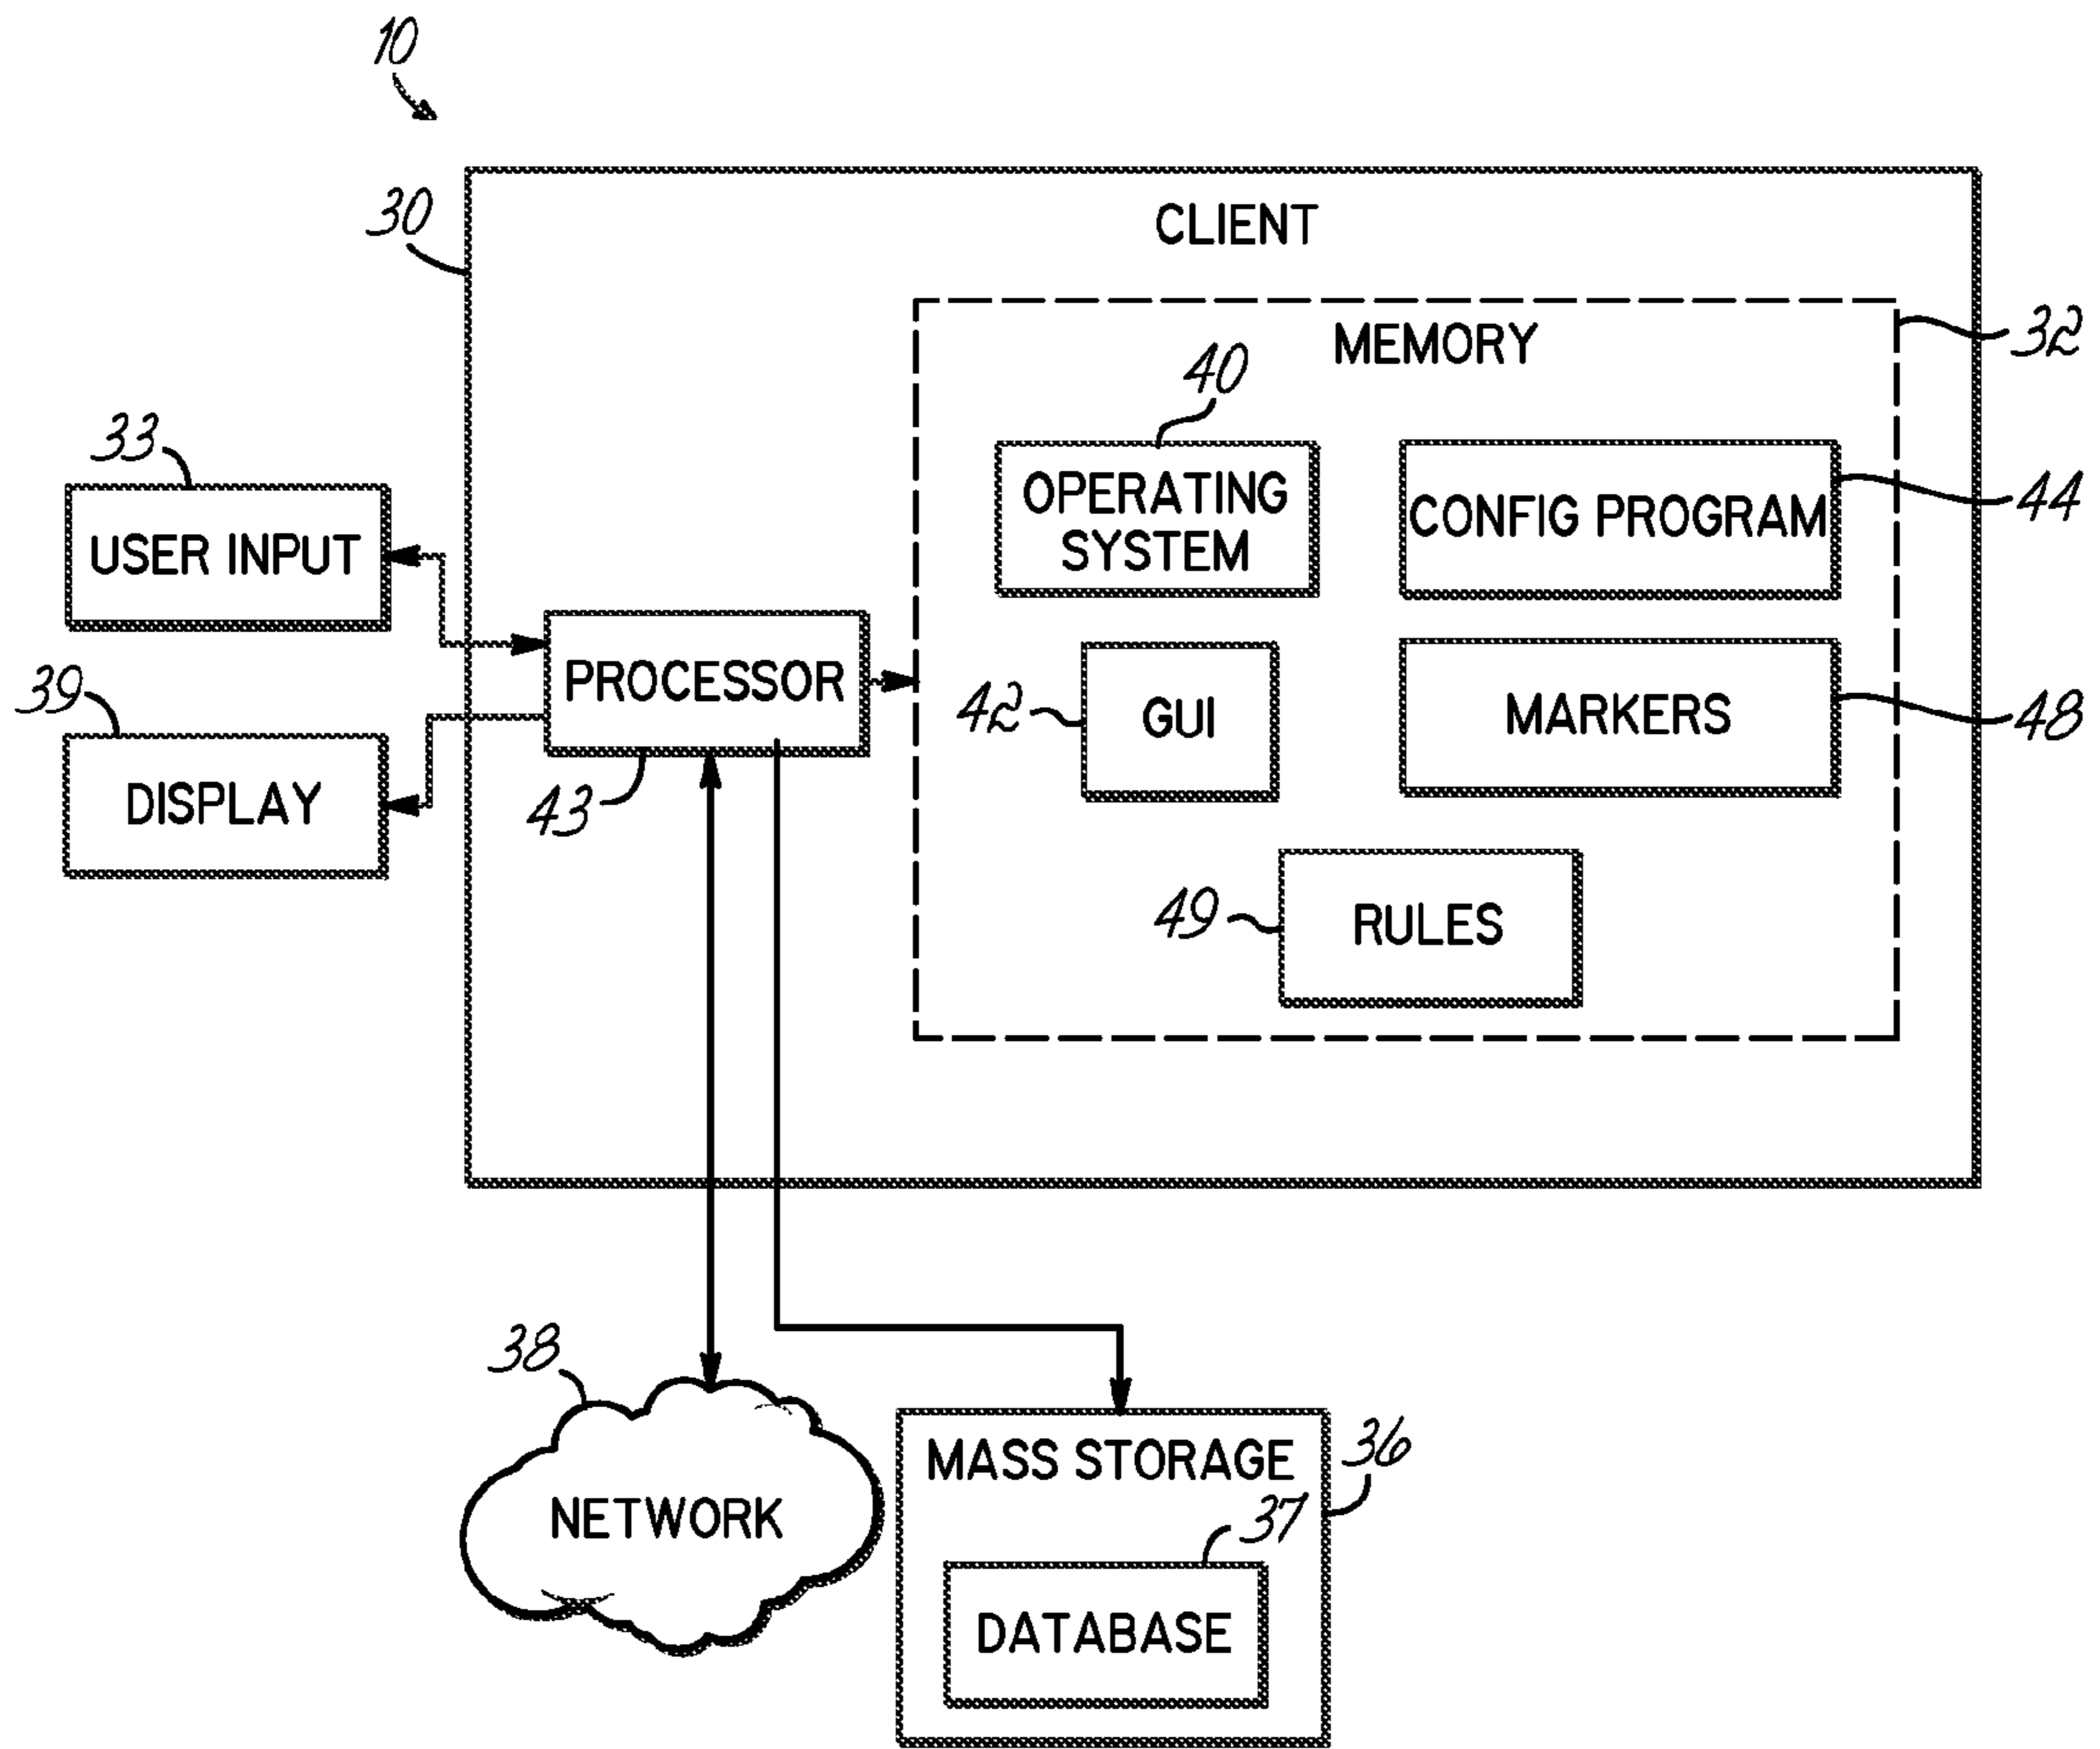 10
30
CLIENT
MEMORY
32
40
OPERATING
SYSTEM
CONFIG PROGRAM
44
33
USER INPUT
PROCESSOR
43
42
GUI
MARKERS
48
39
DISPLAY
49
RULES
38
NETWORK
MASS STORAGE
36
37
DATABASE